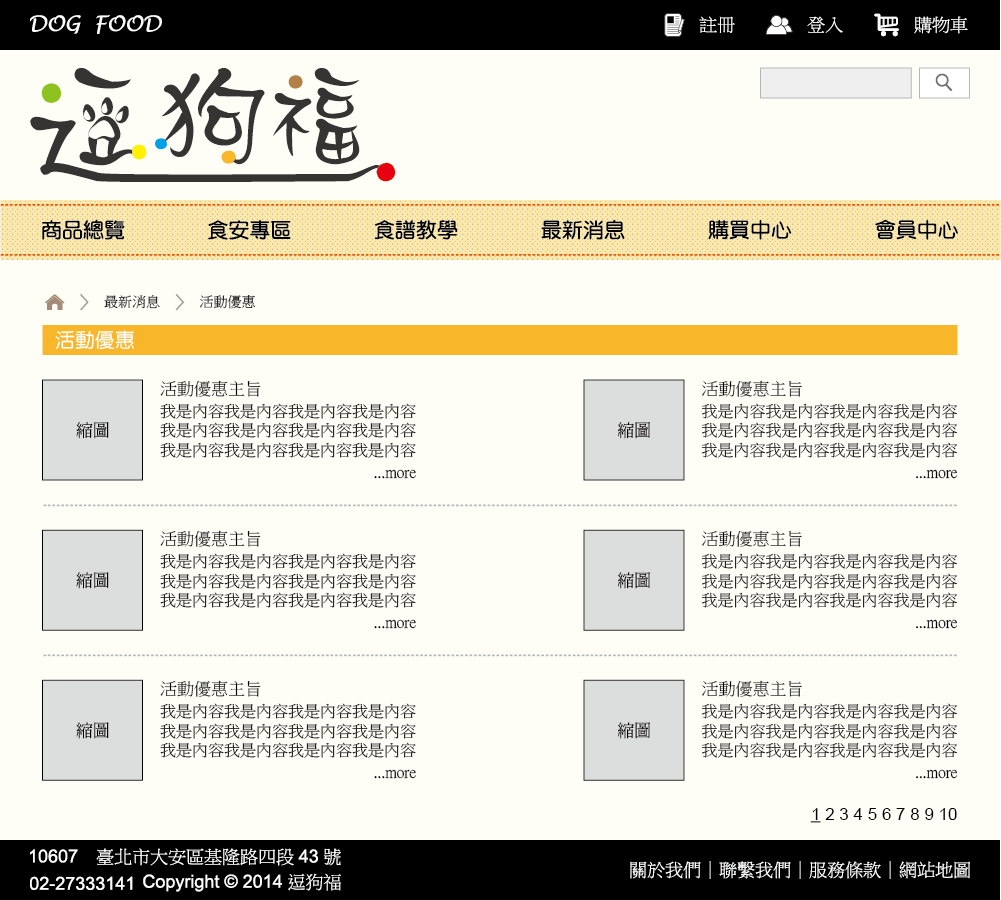 DOG FOOD 註冊 登入 購物車
逗狗福
商品總覽 食安專區 食譜教學 最新消息 購買中心 會員中心
最新消息 活動優惠
活動優惠
縮圖
活動優惠主旨
我是內容我是內容我是內容我是內容
我是內容我是內容我是內容我是內容
我是內容我是內容我是內容我是內容
...more
縮圖
活動優惠主旨
我是內容我是內容我是內容我是內容
我是內容我是內容我是內容我是內容
我是內容我是內容我是內容我是內容
...more
縮圖
活動優惠主旨
我是內容我是內容我是內容我是內容
我是內容我是內容我是內容我是內容
我是內容我是內容我是內容我是內容
...more
縮圖
活動優惠主旨
我是內容我是內容我是內容我是內容
我是內容我是內容我是內容我是內容
我是內容我是內容我是內容我是內容
...more
縮圖
活動優惠主旨
我是內容我是內容我是內容我是內容
我是內容我是內容我是內容我是內容
我是內容我是內容我是內容我是內容
...more
縮圖
活動優惠主旨
我是內容我是內容我是內容我是內容
我是內容我是內容我是內容我是內容
我是內容我是內容我是內容我是內容
...more
1 2 3 4 5 6 7 8 9 10
10607 臺北市大安區基隆路四段 43 號
02-27333141 Copyright © 2014 逗狗福
關於我們｜聯繫我們｜服務條款｜網站地圖